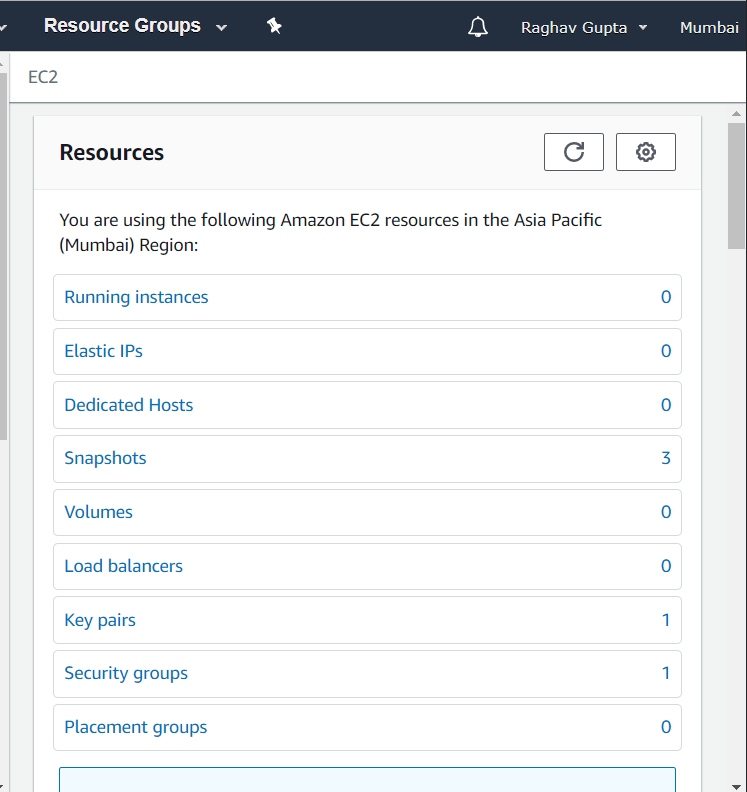 Resource Groups Raghav Gupta Mumbai
EC2
Resources
You are using the following Amazon EC2 resources in the Asia Pacific
(Mumbai) Region:
Running instances 0
Elastic IPs 0
Dedicated Hosts 0
Snapshots 3
Volumes 0
Load balancers 0
Key pairs 1
Security groups 1
Placement groups 0